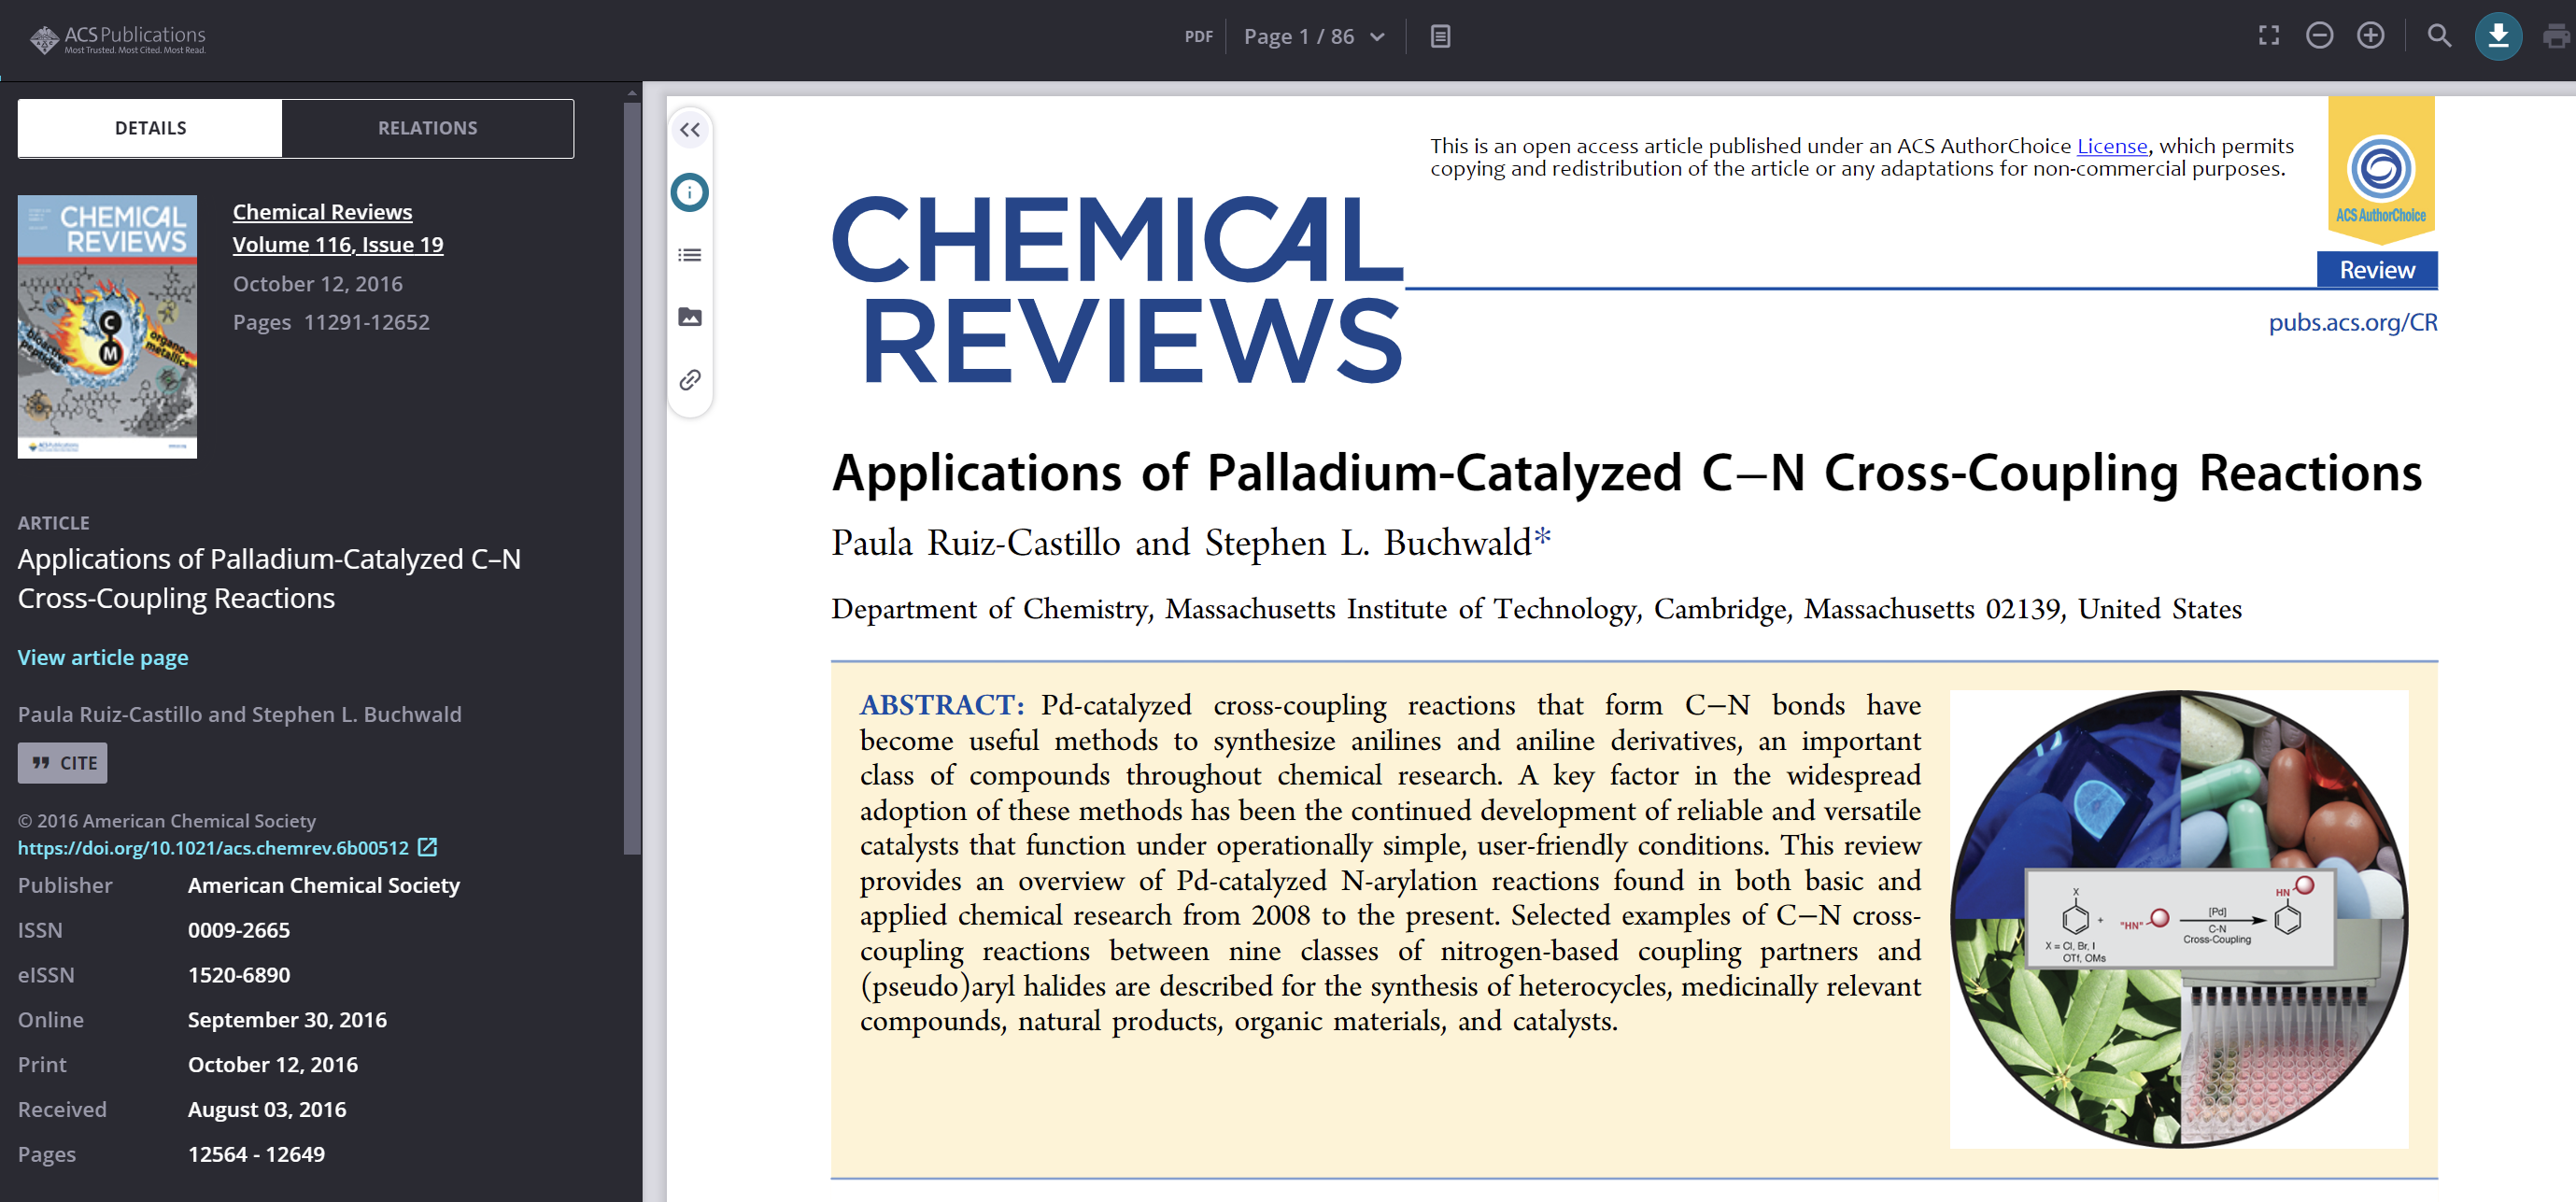 ACS Publications
Most Trusted. Most Cited. Most Read.
PDF
Page 1 / 86
DETAILS
RELATIONS
CHEMICAL
REVIEWS
C
M
bioactive
peptides
organo-
metallics
ACS Publications
Chemical Reviews
Volume 116, Issue 19
October 12, 2016
Pages 11291-12652
ARTICLE
Applications of Palladium-Catalyzed C–N
Cross-Coupling Reactions
View article page
Paula Ruiz-Castillo and Stephen L. Buchwald
CITE
© 2016 American Chemical Society
https://doi.org/10.1021/acs.chemrev.6b00512
Publisher American Chemical Society
ISSN 0009-2665
eISSN 1520-6890
Online September 30, 2016
Print October 12, 2016
Received August 03, 2016
Pages 12564 - 12649
This is an open access article published under an ACS AuthorChoice License, which permits
copying and redistribution of the article or any adaptations for non-commercial purposes.
ACS AuthorChoice
CHEMICAL
REVIEWS
Review
pubs.acs.org/CR
Applications of Palladium-Catalyzed C−N Cross-Coupling Reactions
Paula Ruiz-Castillo and Stephen L. Buchwald*
Department of Chemistry, Massachusetts Institute of Technology, Cambridge, Massachusetts 02139, United States
ABSTRACT: Pd-catalyzed cross-coupling reactions that form C−N bonds have
become useful methods to synthesize anilines and aniline derivatives, an important
class of compounds throughout chemical research. A key factor in the widespread
adoption of these methods has been the continued development of reliable and versatile
catalysts that function under operationally simple, user-friendly conditions. This review
provides an overview of Pd-catalyzed N-arylation reactions found in both basic and
applied chemical research from 2008 to the present. Selected examples of C−N cross-
coupling reactions between nine classes of nitrogen-based coupling partners and
(pseudo)aryl halides are described for the synthesis of heterocycles, medicinally relevant
compounds, natural products, organic materials, and catalysts.
X
+
"HN"
[Pd]
C-N
Cross-Coupling
HN
X = Cl, Br, I
OTf, OMs